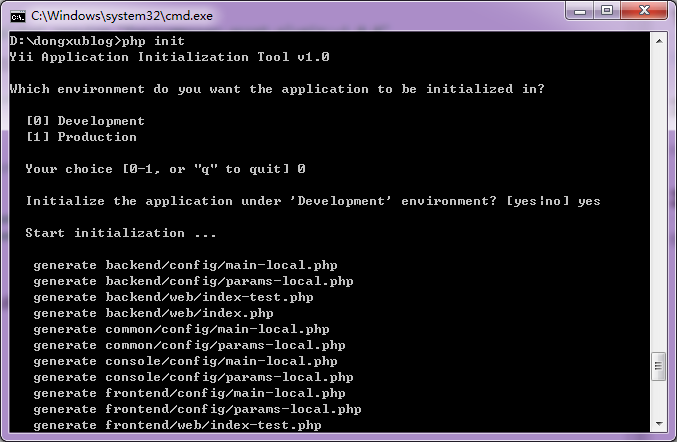 C:\Windows\system32\cmd.exe
D:\dongxublog>php init
Yii Application Initialization Tool v1.0
Which environment do you want the application to be initialized in?
[0] Development
[1] Production
Your choice [0-1, or "q" to quit] 0
Initialize the application under 'Development' environment? [yes|no] yes
Start initialization ...
generate backend/config/main-local.php
generate backend/config/params-local.php
generate backend/web/index-test.php
generate backend/web/index.php
generate common/config/main-local.php
generate common/config/params-local.php
generate console/config/main-local.php
generate console/config/params-local.php
generate frontend/config/main-local.php
generate frontend/config/params-local.php
generate frontend/web/index-test.php